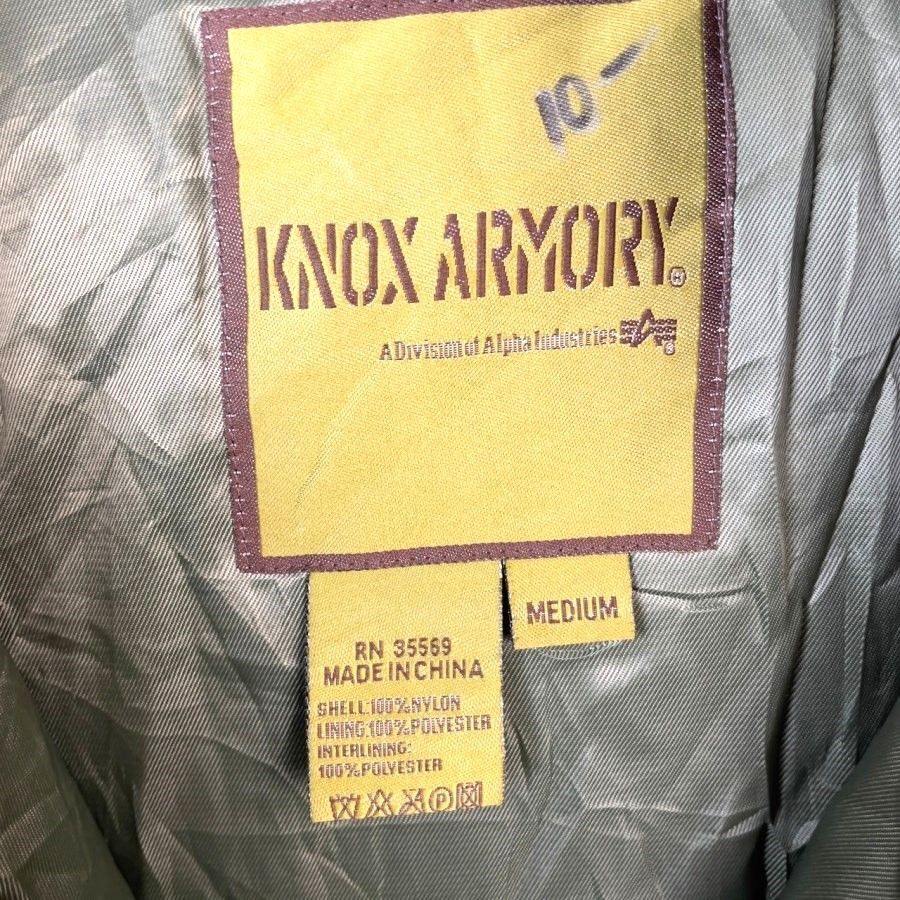 10-
KNOX ARMORY®
A Division of Alpha Industries ®
MEDIUM
RN 35569
MADE IN CHINA
SHELL:100%NYLON
LINING:100%POLYESTER
INTERLINING:
100%POLYESTER
P